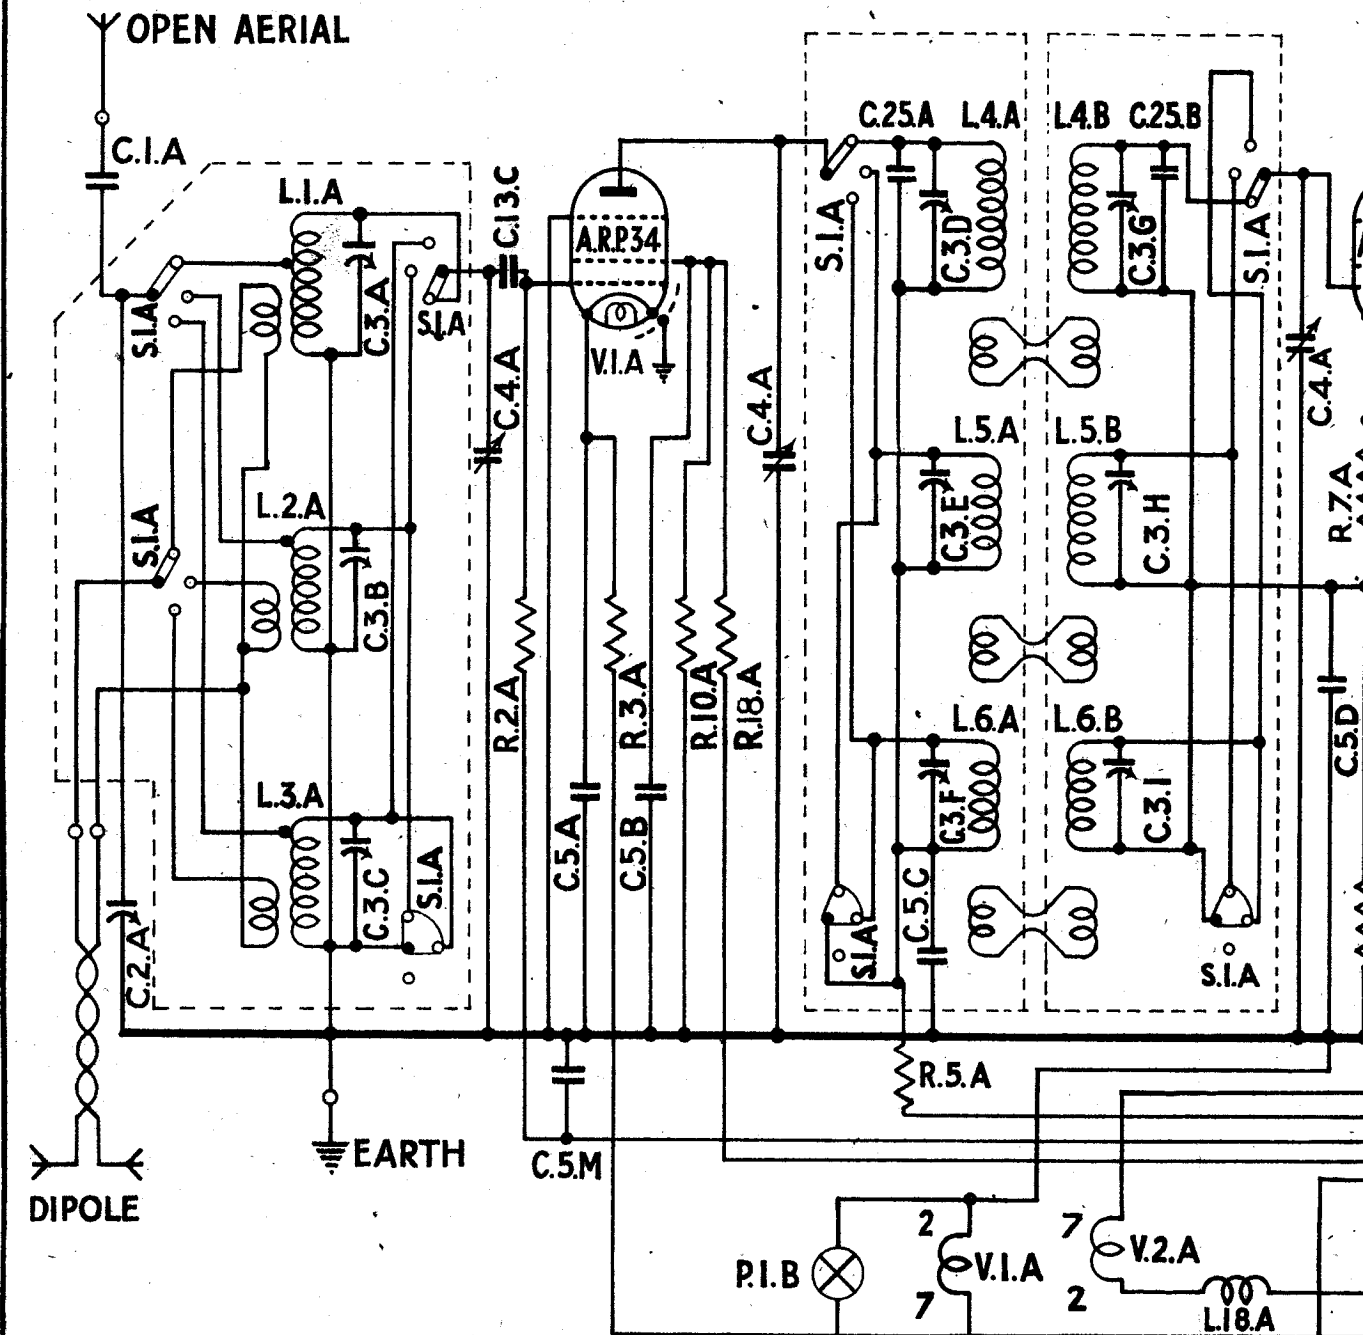 OPEN AERIAL
C.1.A
L.1.A
C.3.A
S.1.A
S.1.A
C.13.C
A.R.P.34
V.1.A
C.4.A
C.4.A
S.1.A
C.25.A
L.4.A
C.3.D
L.4.B
C.25.B
C.3.G
S.1.A
C.4.A
S.1.A
L.2.A
C.3.B
L.5.A
C.3.E
L.5.B
C.3.H
R.7.A
R.2.A
R.3.A
R.10.A
R.18.A
L.6.A
C.3.F
L.6.B
C.3.I
C.5.D
L.3.A
C.3.C
S.1.A
C.2.A
C.5.A
C.5.B
S.1.A
C.5.C
S.1.A
R.5.A
EARTH
C.5.M
DIPOLE
P.1.B
2
V.1.A
7
7
V.2.A
2
L.18.A